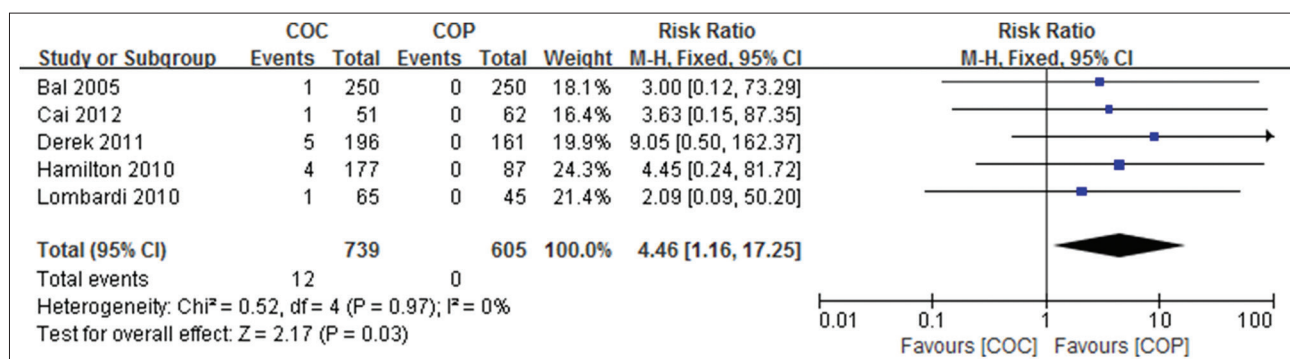 COC COP Risk Ratio Risk Ratio
Study or Subgroup Events Total Events Total Weight M-H, Fixed, 95% CI M-H, Fixed, 95% CI
Bal 2005 1 250 0 250 18.1% 3.00 [0.12, 73.29]
Cai 2012 1 51 0 62 16.4% 3.63 [0.15, 87.35]
Derek 2011 5 196 0 161 19.9% 9.05 [0.50, 162.37]
Hamilton 2010 4 177 0 87 24.3% 4.45 [0.24, 81.72]
Lombardi 2010 1 65 0 45 21.4% 2.09 [0.09, 50.20]
Total (95% CI) 739 605 100.0% 4.46 [1.16, 17.25]
Total events 12 0
Heterogeneity: Chi² = 0.52, df = 4 (P = 0.97); I² = 0%
Test for overall effect: Z = 2.17 (P = 0.03)
0.01 0.1 1 10 100
Favours [COC] Favours [COP]